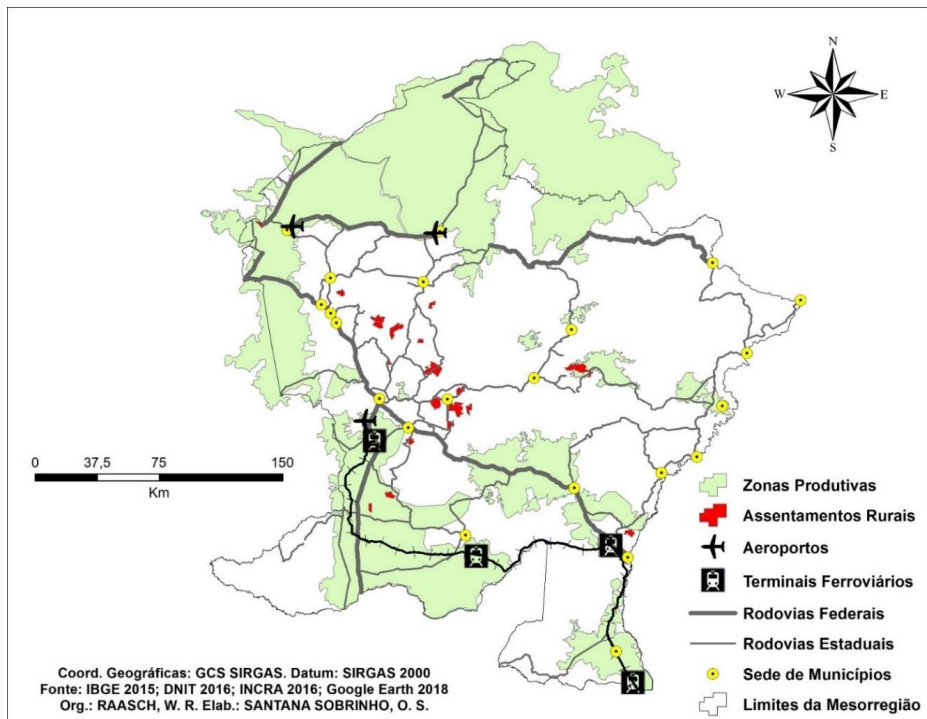 N
W
E
S
0
37,5
75
150
Km
Zonas Produtivas
Assentamentos Rurais
Aeroportos
Terminais Ferroviários
Rodovias Federais
Rodovias Estaduais
Sede de Municípios
Limites da Mesorregião
Coord. Geográficas: GCS SIRGAS. Datum: SIRGAS 2000
Fonte: IBGE 2015; DNIT 2016; INCRA 2016; Google Earth 2018
Org.: RAASCH, W. R. Elab.: SANTANA SOBRINHO, O. S.